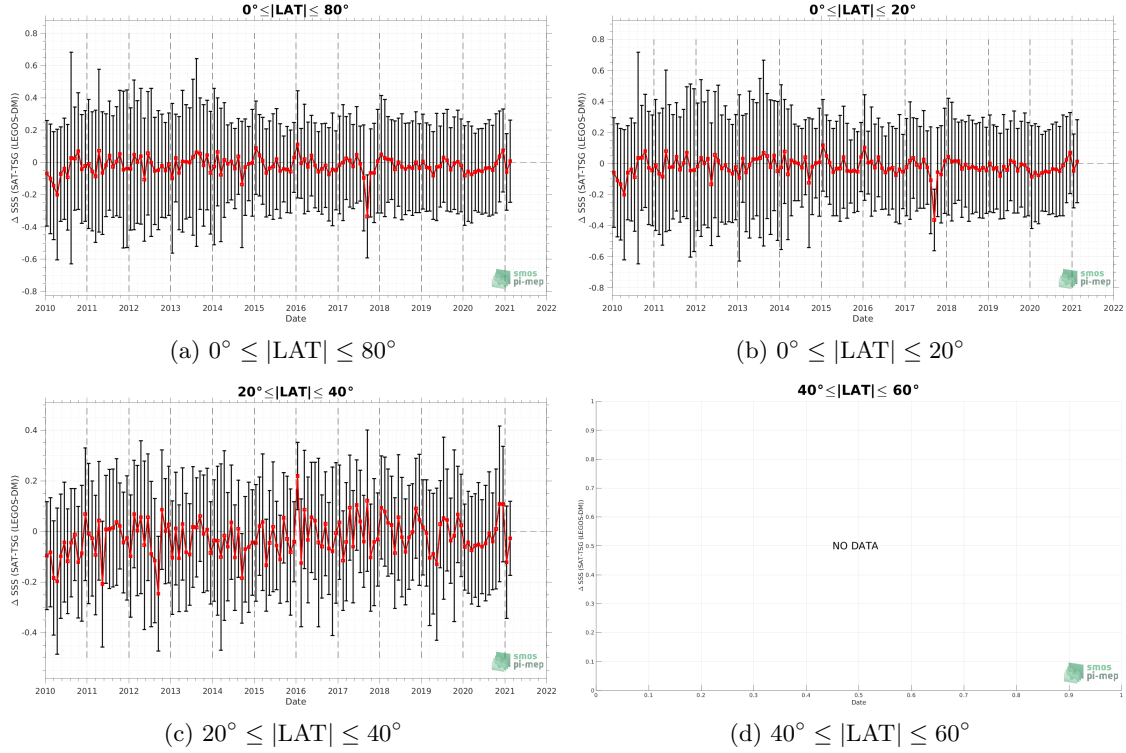 0°≤|LAT|≤ 80°
Δ SSS (SAT-TSG (LEGOS-DM))
0.8
0.6
0.4
0.2
0
-0.2
-0.4
-0.6
-0.8
2010 2011 2012 2013 2014 2015 2016 2017 2018 2019 2020 2021 2022
Date
smos
pi-mep
(a) 0° ≤ |LAT| ≤ 80°
0°≤|LAT|≤ 20°
Δ SSS (SAT-TSG (LEGOS-DM))
0.8
0.6
0.4
0.2
0
-0.2
-0.4
-0.6
-0.8
2010 2011 2012 2013 2014 2015 2016 2017 2018 2019 2020 2021 2022
Date
smos
pi-mep
(b) 0° ≤ |LAT| ≤ 20°
20°≤|LAT|≤ 40°
Δ SSS (SAT-TSG (LEGOS-DM))
0.4
0.2
0
-0.2
-0.4
2010 2011 2012 2013 2014 2015 2016 2017 2018 2019 2020 2021 2022
Date
smos
pi-mep
(c) 20° ≤ |LAT| ≤ 40°
40°≤|LAT|≤ 60°
Δ SSS (SAT-TSG (LEGOS-DM))
1
0.9
0.8
0.7
0.6
0.5
0.4
0.3
0.2
0.1
0
NO DATA
0 0.1 0.2 0.3 0.4 0.5 0.6 0.7 0.8 0.9 1
Date
smos
pi-mep
(d) 40° ≤ |LAT| ≤ 60°